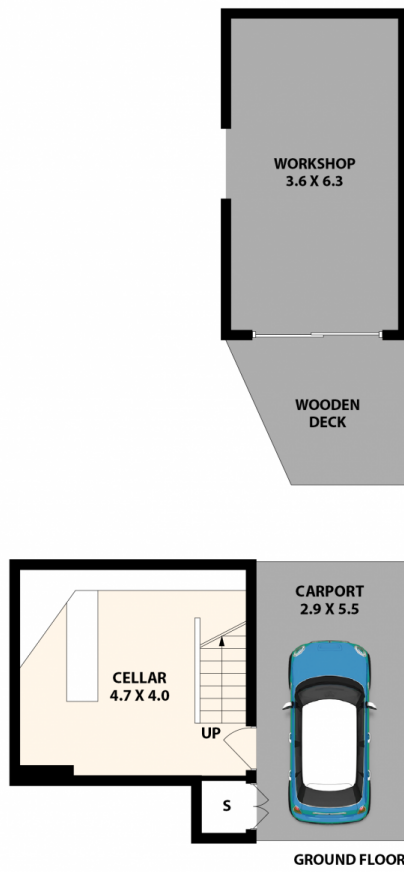 WORKSHOP
3.6 X 6.3
WOODEN
DECK
CARPORT
2.9 X 5.5
CELLAR
4.7 X 4.0
UP
S
GROUND FLOOR